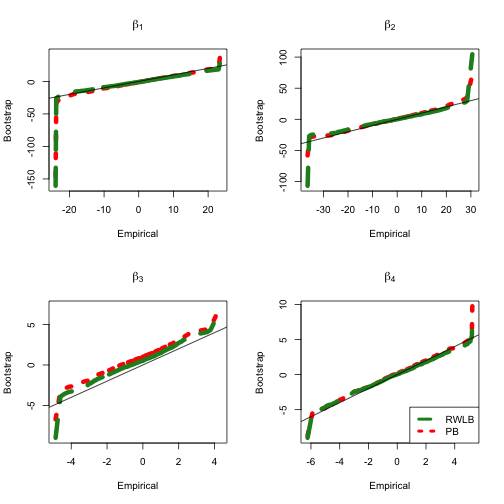 β1
β2
Bootstrap
0
-50
-100
-150
-20 -10 0 10 20
Empirical
Bootstrap
100
50
0
-50
-100
-30 -20 -10 0 10 20 30
Empirical
β3
β4
Bootstrap
5
0
-5
-4 -2 0 2 4
Empirical
Bootstrap
10
5
0
-5
-6 -4 -2 0 2 4
Empirical
RWLB
PB